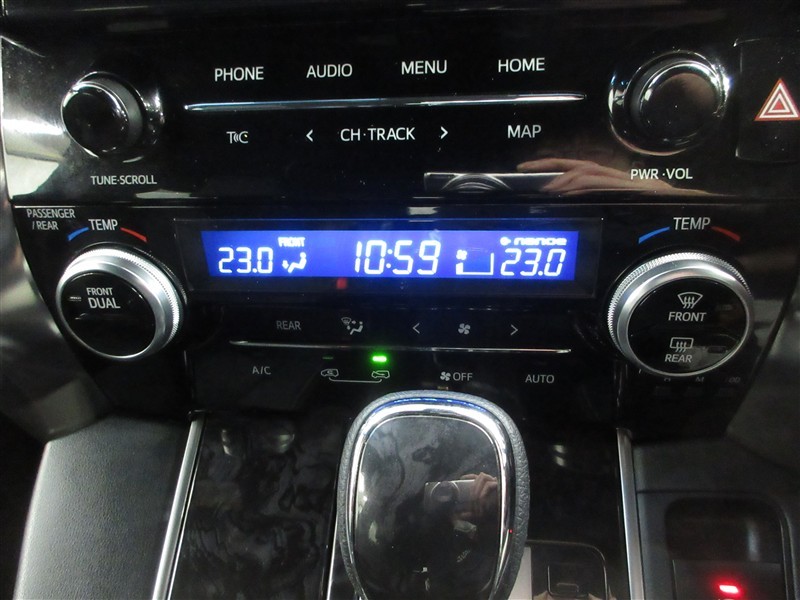 PHONE AUDIO MENU HOME
CH·TRACK MAP
TUNE·SCROLL PWR·VOL
PASSENGER
/REAR
TEMP TEMP
FRONT nanoe
23.0 10:59 23.0
FRONT
DUAL
FRONT
REAR
REAR
A/C OFF AUTO